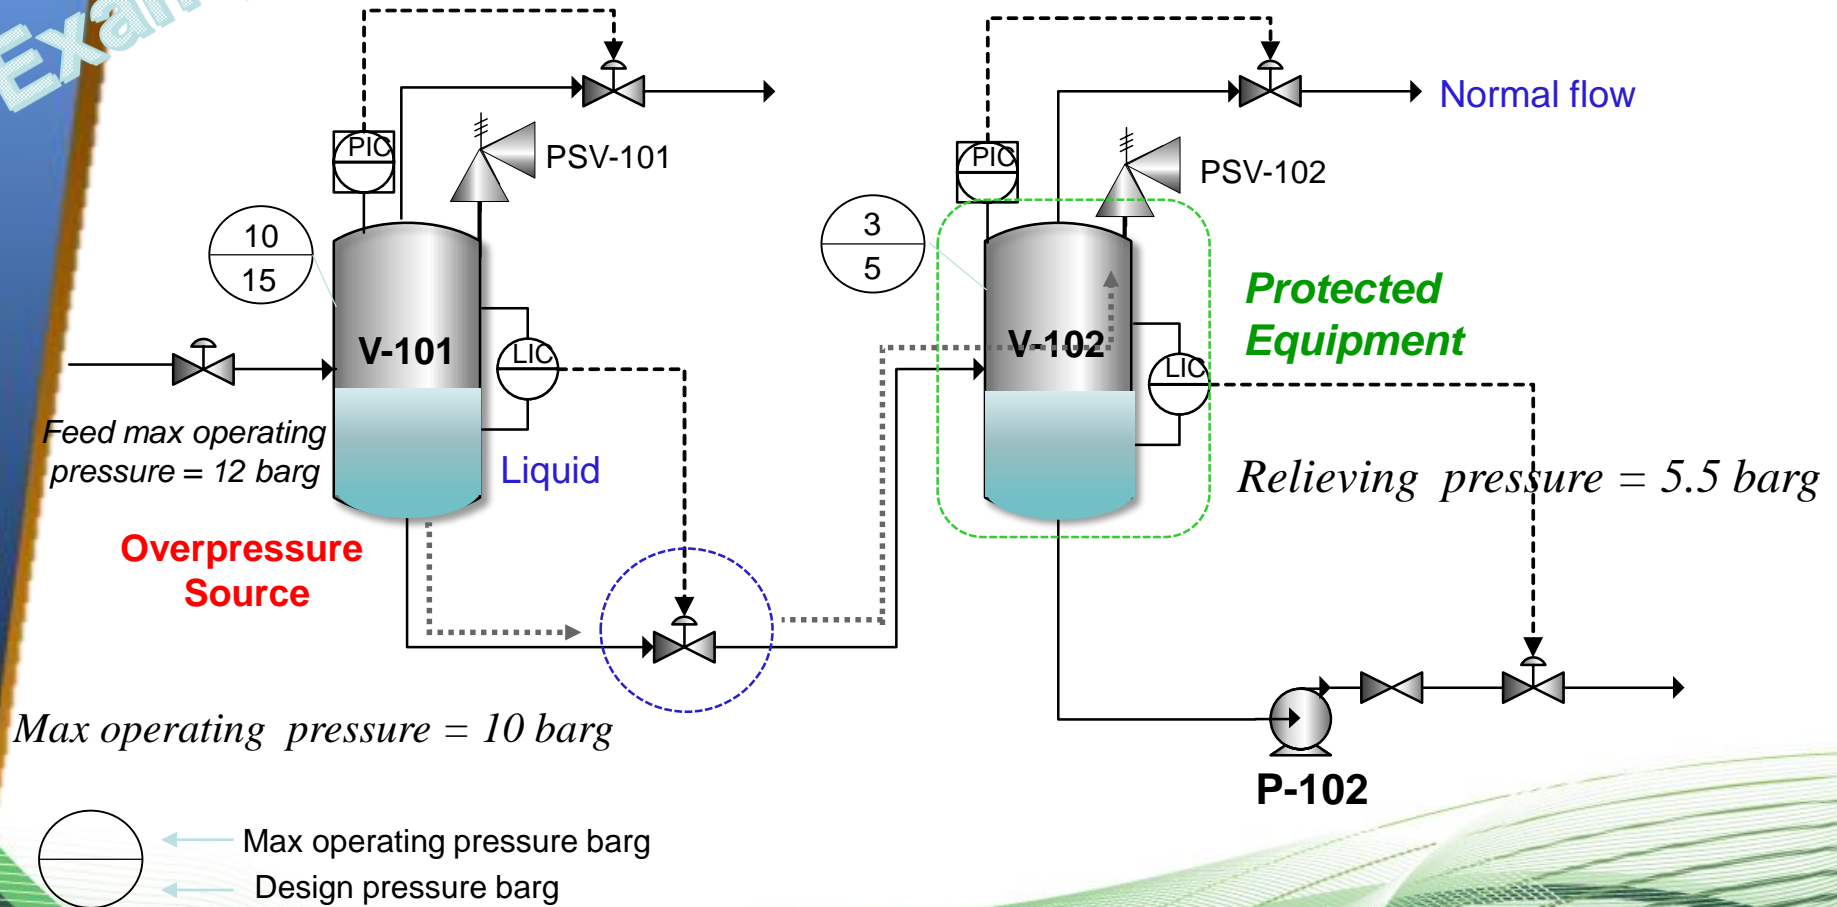 PIC
PSV-101
10
15
V-101
LIC
Feed max operating
pressure = 12 barg
Liquid
Overpressure
Source
Max operating pressure = 10 barg
PIC
PSV-102
Normal flow
3
5
V-102
LIC
Protected
Equipment
Relieving pressure = 5.5 barg
P-102
Max operating pressure barg
Design pressure barg